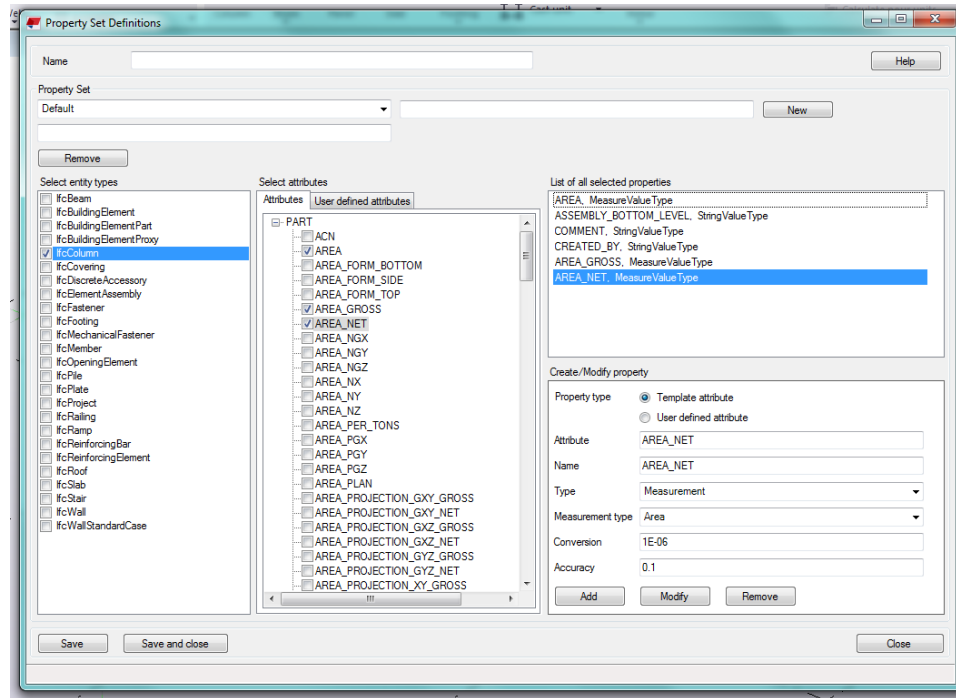 Property Set Definitions
Name
Help
Property Set
Default
New
Remove
Select entity types
IfcBeam
IfcBuildingElement
IfcBuildingElementPart
IfcBuildingElementProxy
IfcColumn
IfcCovering
IfcDiscreteAccessory
IfcElementAssembly
IfcFastener
IfcFooting
IfcMechanicalFastener
IfcMember
IfcOpeningElement
IfcPile
IfcPlate
IfcProject
IfcRailing
IfcRamp
IfcReinforcingBar
IfcReinforcingElement
IfcRoof
IfcSlab
IfcStair
IfcWall
IfcWallStandardCase
Select attributes
Attributes
User defined attributes
PART
ACN
AREA
AREA_FORM_BOTTOM
AREA_FORM_SIDE
AREA_FORM_TOP
AREA_GROSS
AREA_NET
AREA_NGX
AREA_NGY
AREA_NGZ
AREA_NX
AREA_NY
AREA_NZ
AREA_PER_TONS
AREA_PGX
AREA_PGY
AREA_PGZ
AREA_PLAN
AREA_PROJECTION_GXY_GROSS
AREA_PROJECTION_GXY_NET
AREA_PROJECTION_GXZ_GROSS
AREA_PROJECTION_GXZ_NET
AREA_PROJECTION_GYZ_GROSS
AREA_PROJECTION_GYZ_NET
AREA_PROJECTION_XY_GROSS
List of all selected properties
AREA, MeasureValueType
ASSEMBLY_BOTTOM_LEVEL, StringValueType
COMMENT, StringValueType
CREATED_BY, StringValueType
AREA_GROSS, MeasureValueType
AREA_NET, MeasureValueType
Create/Modify property
Property type
Template attribute
User defined attribute
Attribute
AREA_NET
Name
AREA_NET
Type
Measurement
Measurement type
Area
Conversion
1E-06
Accuracy
0.1
Add
Modify
Remove
Save
Save and close
Close